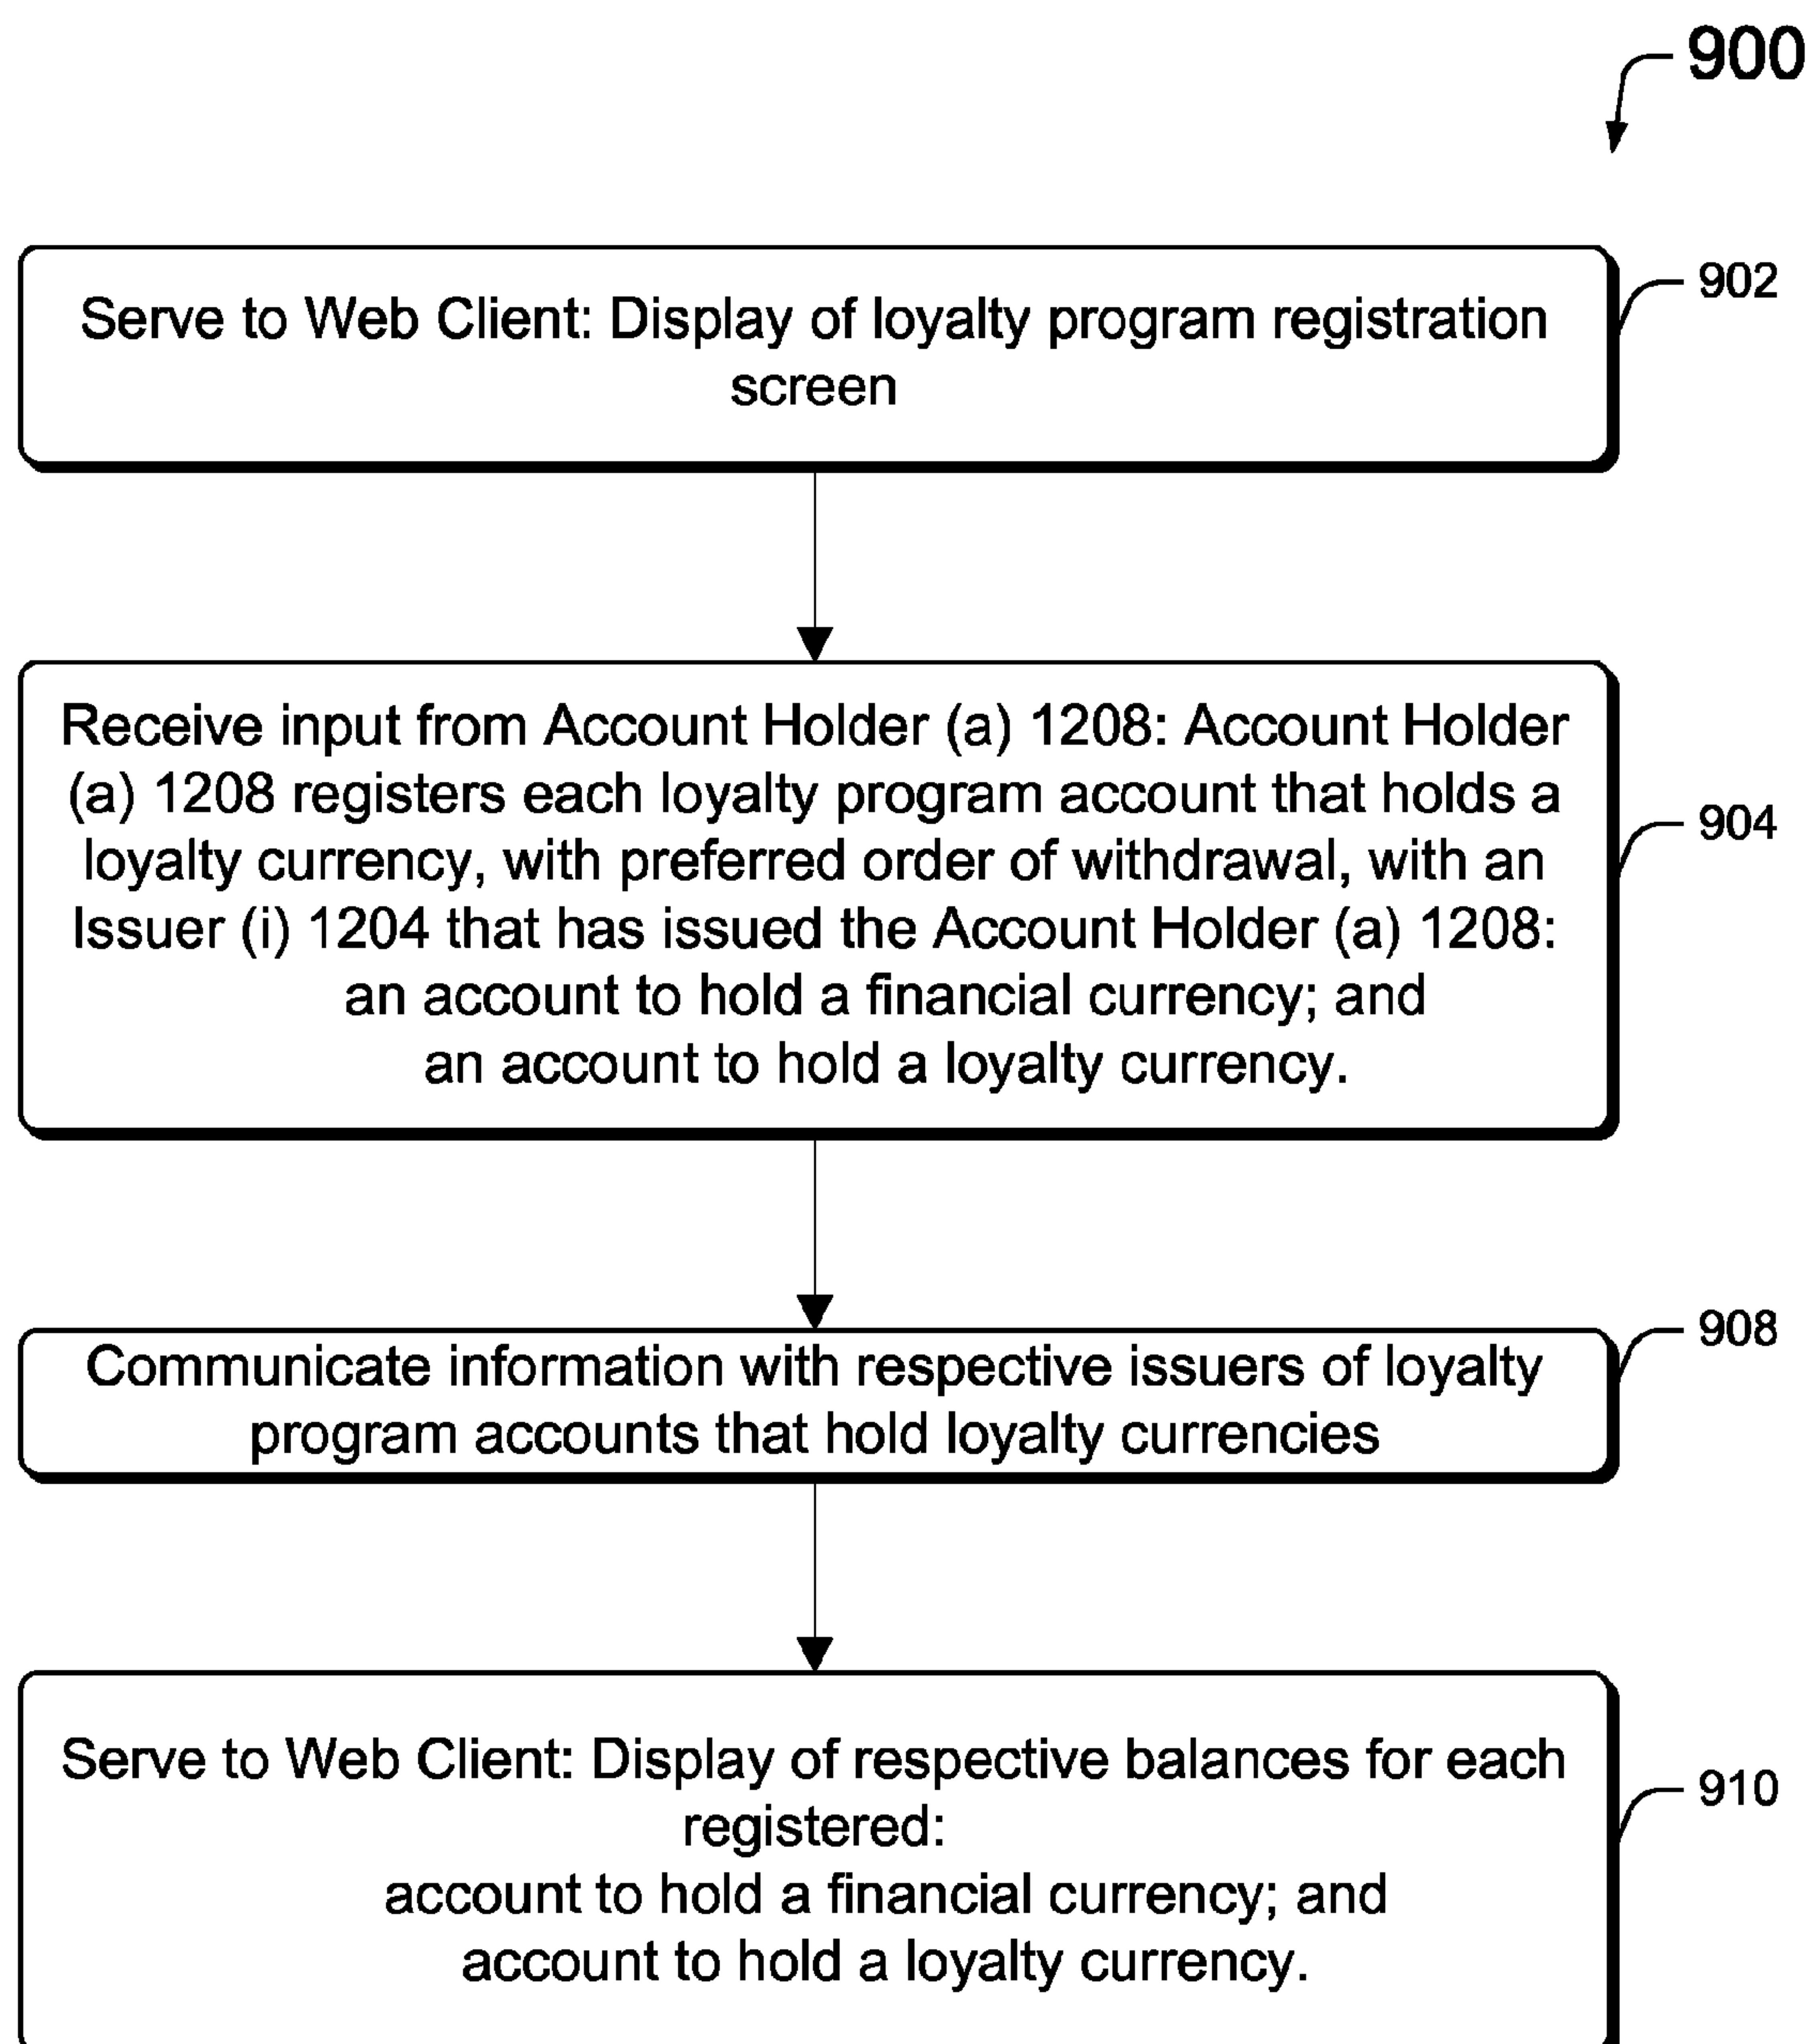 900
902
Serve to Web Client: Display of loyalty program registration
screen
Receive input from Account Holder (a) 1208: Account Holder
(a) 1208 registers each loyalty program account that holds a
loyalty currency, with preferred order of withdrawal, with an
Issuer (i) 1204 that has issued the Account Holder (a) 1208:
an account to hold a financial currency; and
an account to hold a loyalty currency.
904
Communicate information with respective issuers of loyalty
program accounts that hold loyalty currencies
908
Serve to Web Client: Display of respective balances for each
registered:
account to hold a financial currency; and
account to hold a loyalty currency.
910